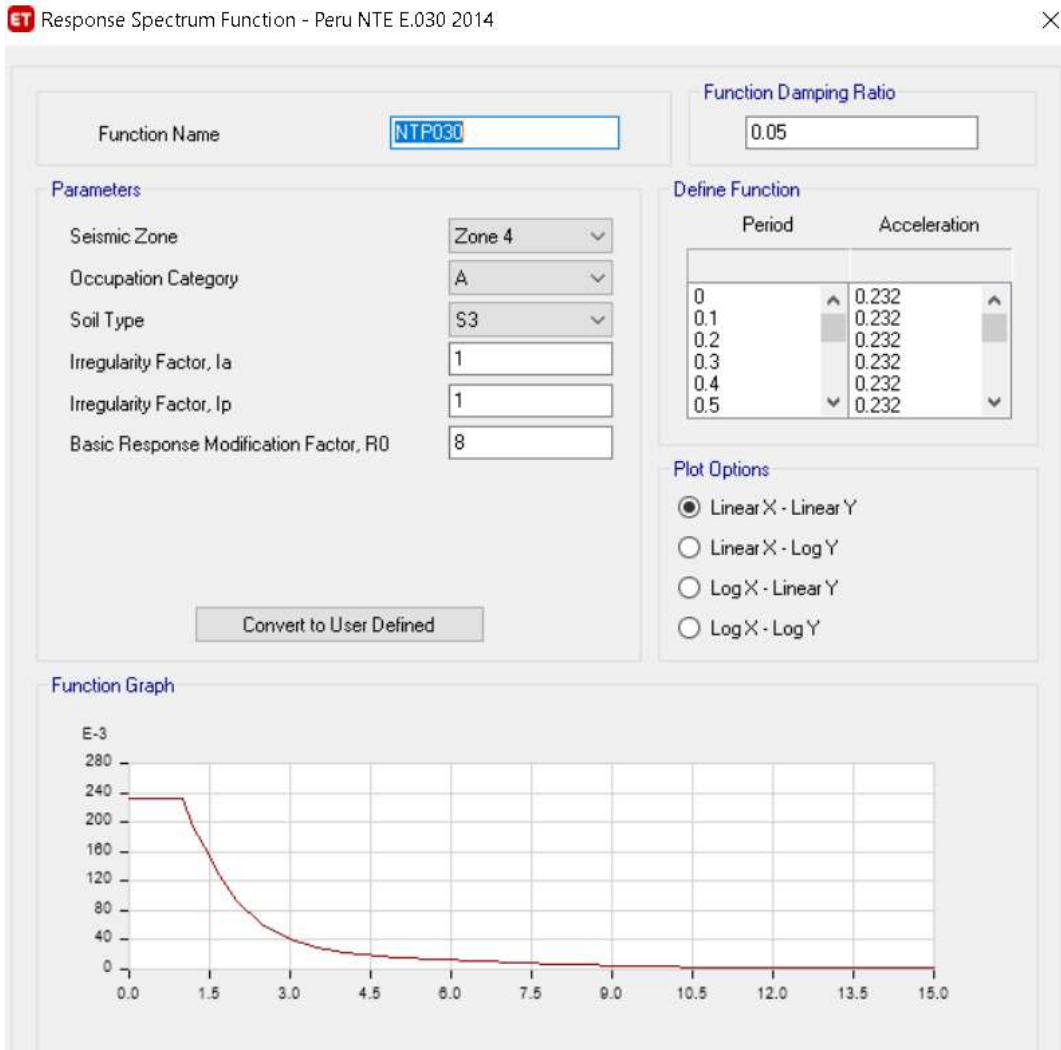 ET Response Spectrum Function - Peru NTE E.030 2014
Function Name
NTP030
Function Damping Ratio
0.05
Parameters
Seismic Zone
Zone 4
Occupation Category
A
Soil Type
S3
Irregularity Factor, Ia
1
Irregularity Factor, Ip
1
Basic Response Modification Factor, R0
8
Convert to User Defined
Define Function
Period Acceleration
0 0.232
0.1 0.232
0.2 0.232
0.3 0.232
0.4 0.232
0.5 0.232
Plot Options
Linear X - Linear Y
Linear X - Log Y
Log X - Linear Y
Log X - Log Y
Function Graph
E-3
280
240
200
160
120
80
40
0
0.0 1.5 3.0 4.5 6.0 7.5 9.0 10.5 12.0 13.5 15.0